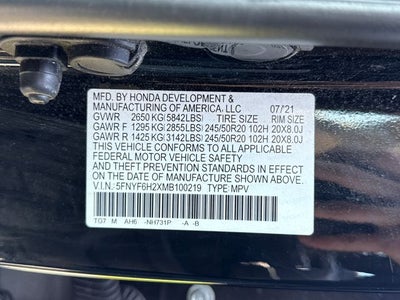 MFD. BY HONDA DEVELOPMENT &
MANUFACTURING OF AMERICA, LLC 07/21
GVWR 2650 KG(5842LBS) TIRE SIZE RIM SIZE
GAWR F 1295 KG(2855LBS) 245/50R20 102H 20X8.0J
GAWR R 1425 KG(3142LBS) 245/50R20 102H 20X8.0J
THIS VEHICLE CONFORMS TO ALL APPLICABLE
FEDERAL MOTOR VEHICLE SAFETY
AND THEFT PREVENTION STANDARDS
IN EFFECT ON THE DATE
OF MANUFACTURE SHOWN ABOVE.
V.I.N.: 5FNYF6H2XMB100219 TYPE: MPV
TG7 M AH6 -NH731P -A -B